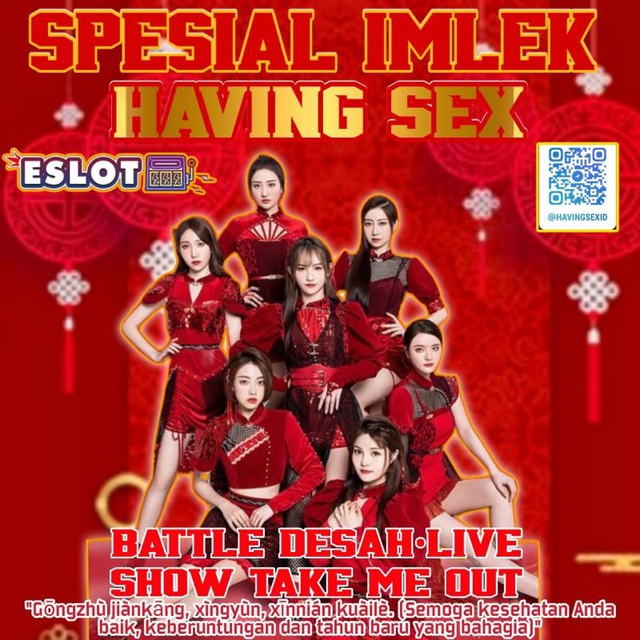 SPESIAL IMLEK
HAVING SEX
ESLOT
@HAVINGSEXID
BATTLE DESAH·LIVE
SHOW TAKE ME OUT
"Gōngzhù jiànkāng, xìngyùn, xīnnián kuàilè. (Semoga kesehatan Anda
baik, keberuntungan dan tahun baru yang bahagia)"